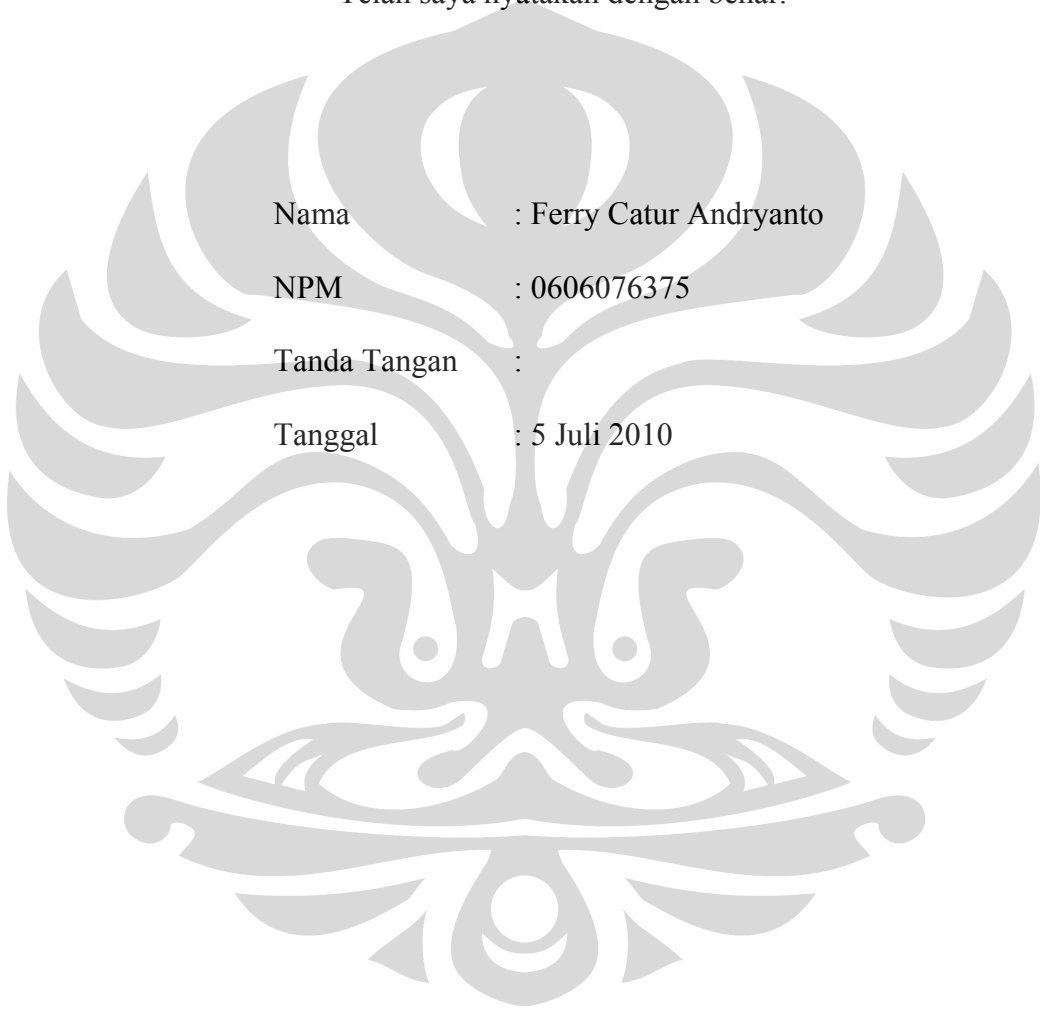 Telah saya nyatakan dengan benar.
Nama : Ferry Catur Andryanto
NPM : 0606076375
Tanda Tangan :
Tanggal : 5 Juli 2010